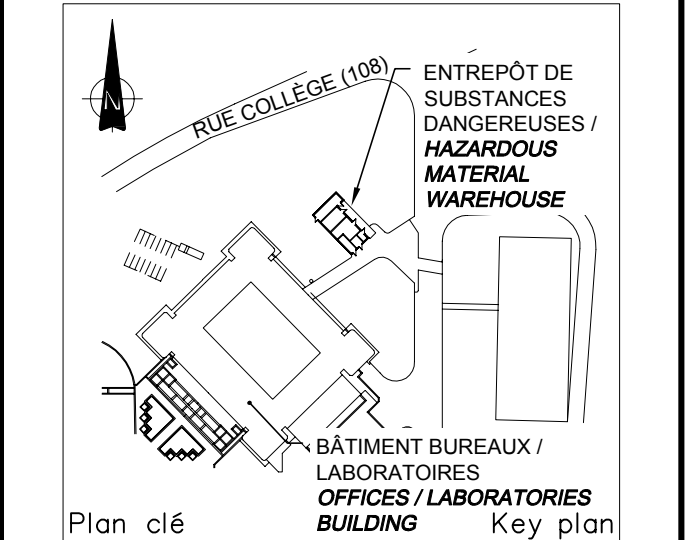 N
RUE COLLÈGE (108)
ENTREPÔT DE
SUBSTANCES
DANGEREUSES /
HAZARDOUS
MATERIAL
WAREHOUSE
BÂTIMENT BUREAUX /
LABORATOIRES
OFFICES / LABORATORIES
BUILDING
Plan clé
Key plan